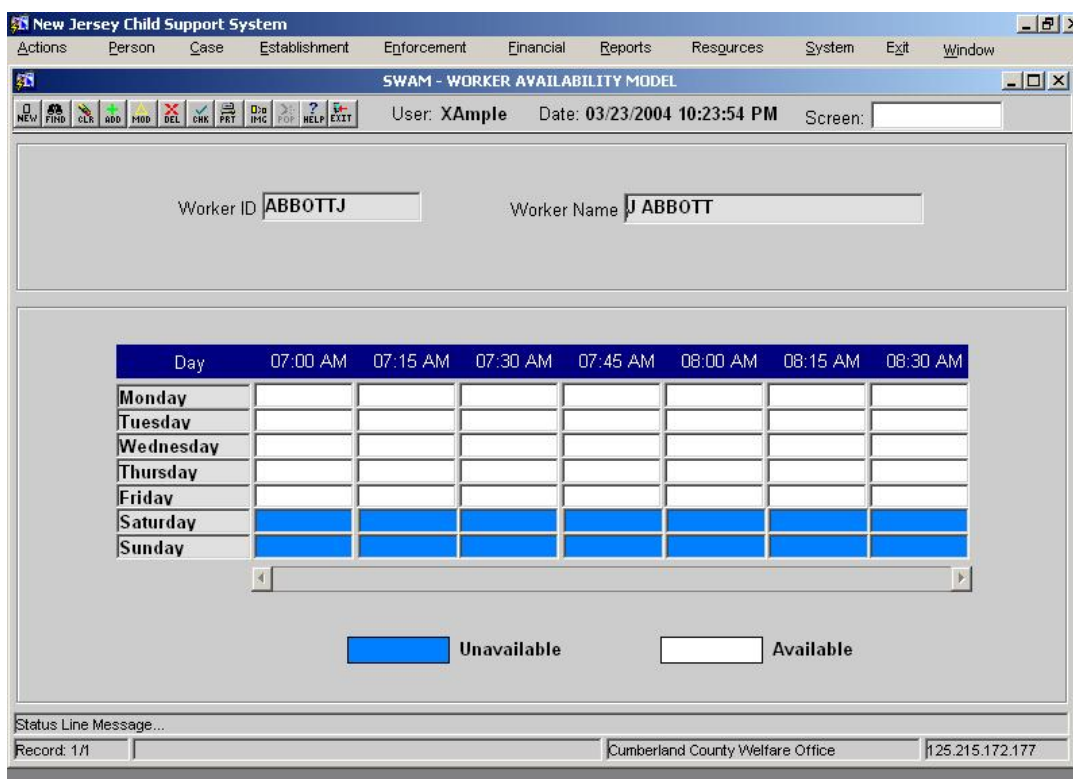 New Jersey Child Support System
Actions Person Case Establishment Enforcement Financial Reports Resources System Exit Window
SWAM - WORKER AVAILABILITY MODEL
NEW FIND CLR ADD MOD DEL CHK PRT IMG POP HELP EXIT User: XAmple Date: 03/23/2004 10:23:54 PM Screen:
Worker ID ABBOTTJ Worker Name J ABBOTT
Day 07:00 AM 07:15 AM 07:30 AM 07:45 AM 08:00 AM 08:15 AM 08:30 AM
Monday
Tuesday
Wednesday
Thursday
Friday
Saturday
Sunday
Unavailable Available
Status Line Message...
Record: 1/1 Cumberland County Welfare Office 125.215.172.177